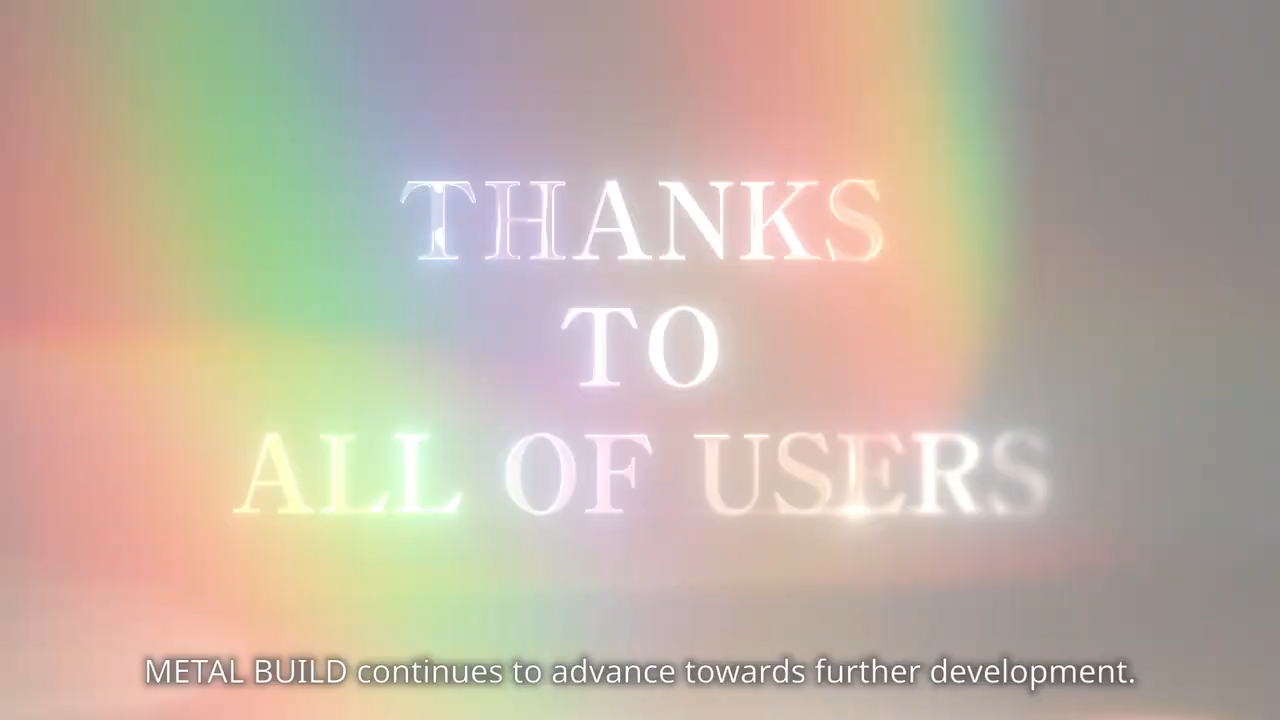 THANKS
TO
ALL OF USERS
METAL BUILD continues to advance towards further development.